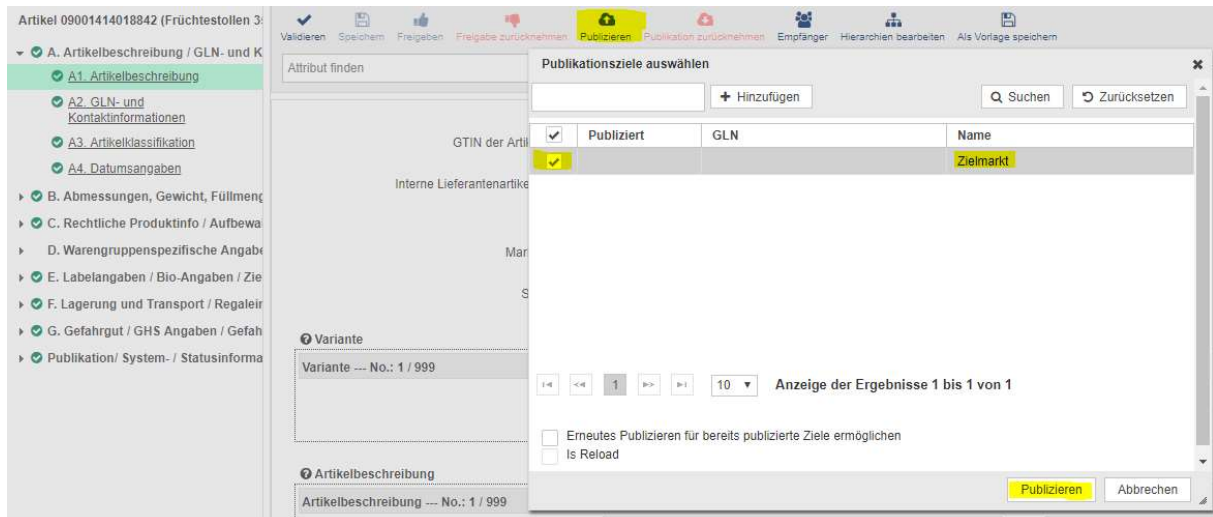 Artikel 09001414018842 (Früchtestollen 3
A. Artikelbeschreibung / GLN- und K
A1. Artikelbeschreibung
A2. GLN- und
Kontaktinformationen
A3. Artikelklassifikation
A4. Datumsangaben
B. Abmessungen, Gewicht, Füllmeng
C. Rechtliche Produktinfo / Aufbewa
D. Warengruppenspezifische Angabe
E. Labelangaben / Bio-Angaben / Zie
F. Lagerung und Transport / Regaleir
G. Gefahrgut / GHS Angaben / Gefah
Publikation/ System- / Statusinforma
Validieren Speichern Freigeben Freigabe zurücknehmen Publizieren Publikation zurücknehmen Empfänger Hierarchien bearbeiten Als Vorlage speichern
Attribut finden
GTIN der Arti
Interne Lieferantenartike
Mar
S
Variante
Variante --- No.: 1 / 999
Artikelbeschreibung
Artikelbeschreibung --- No.: 1 / 999
Publikationsziele auswählen
+ Hinzufügen Suchen Zurücksetzen
Publiziert GLN Name
Zielmarkt
1 10 Anzeige der Ergebnisse 1 bis 1 von 1
Erneutes Publizieren für bereits publizierte Ziele ermöglichen
Is Reload
Publizieren Abbrechen